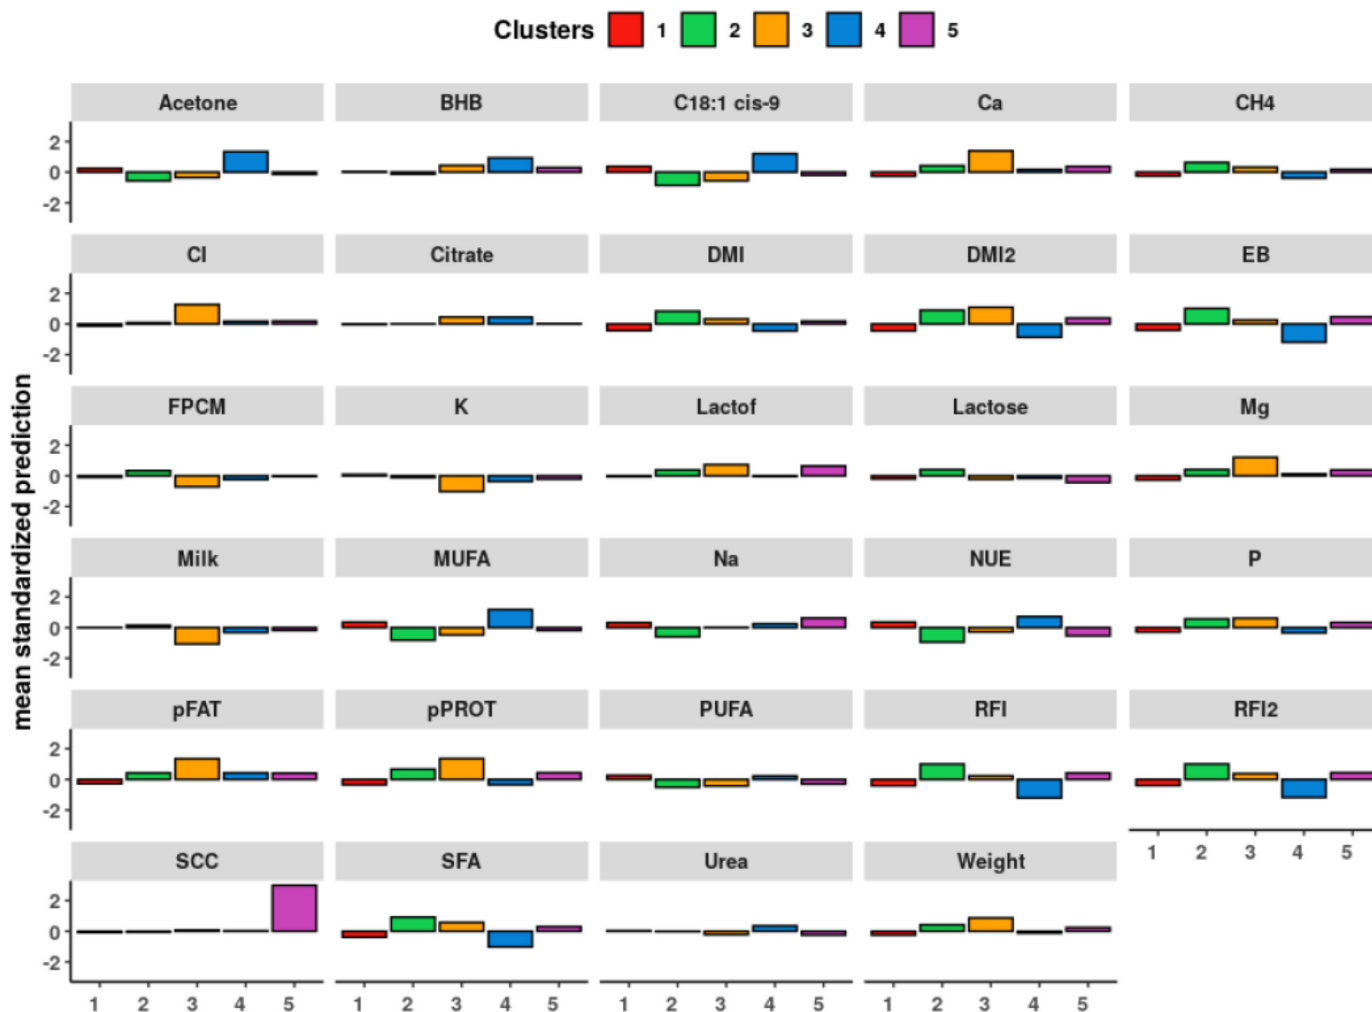 Clusters 1 2 3 4 5
mean standardized prediction
Acetone BHB C18:1 cis-9 Ca CH4
2
0
-2
Cl Citrate DMI DMI2 EB
2
0
-2
FPCM K Lactof Lactose Mg
2
0
-2
Milk MUFA Na NUE P
2
0
-2
pFAT pPROT PUFA RFI RFI2
2
0
-2
1 2 3 4 5
SCC SFA Urea Weight
2
0
-2
1 2 3 4 5 1 2 3 4 5 1 2 3 4 5 1 2 3 4 5